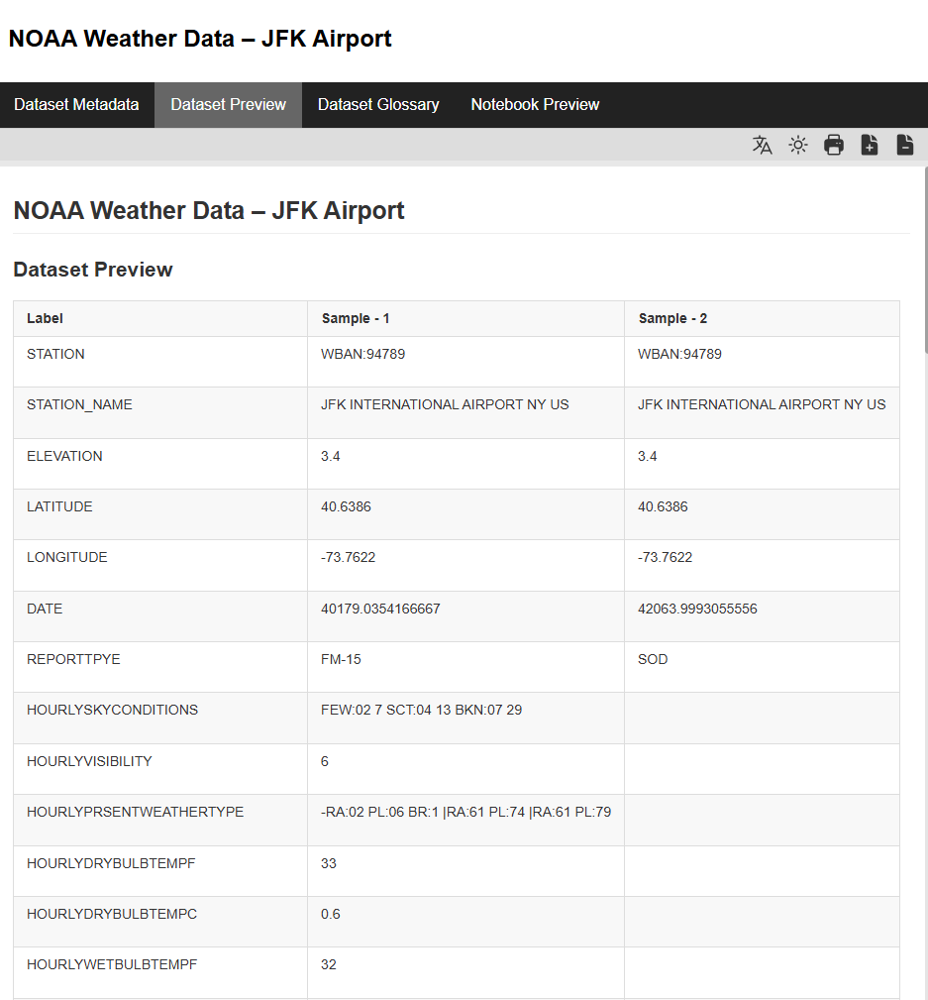 NOAA Weather Data – JFK Airport
Dataset Metadata Dataset Preview Dataset Glossary Notebook Preview
NOAA Weather Data – JFK Airport
Dataset Preview
Label Sample - 1 Sample - 2
STATION WBAN:94789 WBAN:94789
STATION_NAME JFK INTERNATIONAL AIRPORT NY US JFK INTERNATIONAL AIRPORT NY US
ELEVATION 3.4 3.4
LATITUDE 40.6386 40.6386
LONGITUDE -73.7622 -73.7622
DATE 40179.0354166667 42063.9993055556
REPORTTPYE FM-15 SOD
HOURLYSKYCONDITIONS FEW:02 7 SCT:04 13 BKN:07 29
HOURLYVISIBILITY 6
HOURLYPRSENTWEATHERTYPE -RA:02 PL:06 BR:1 |RA:61 PL:74 |RA:61 PL:79
HOURLYDRYBULBTEMPF 33
HOURLYDRYBULBTEMPC 0.6
HOURLYWETBULBTEMPF 32